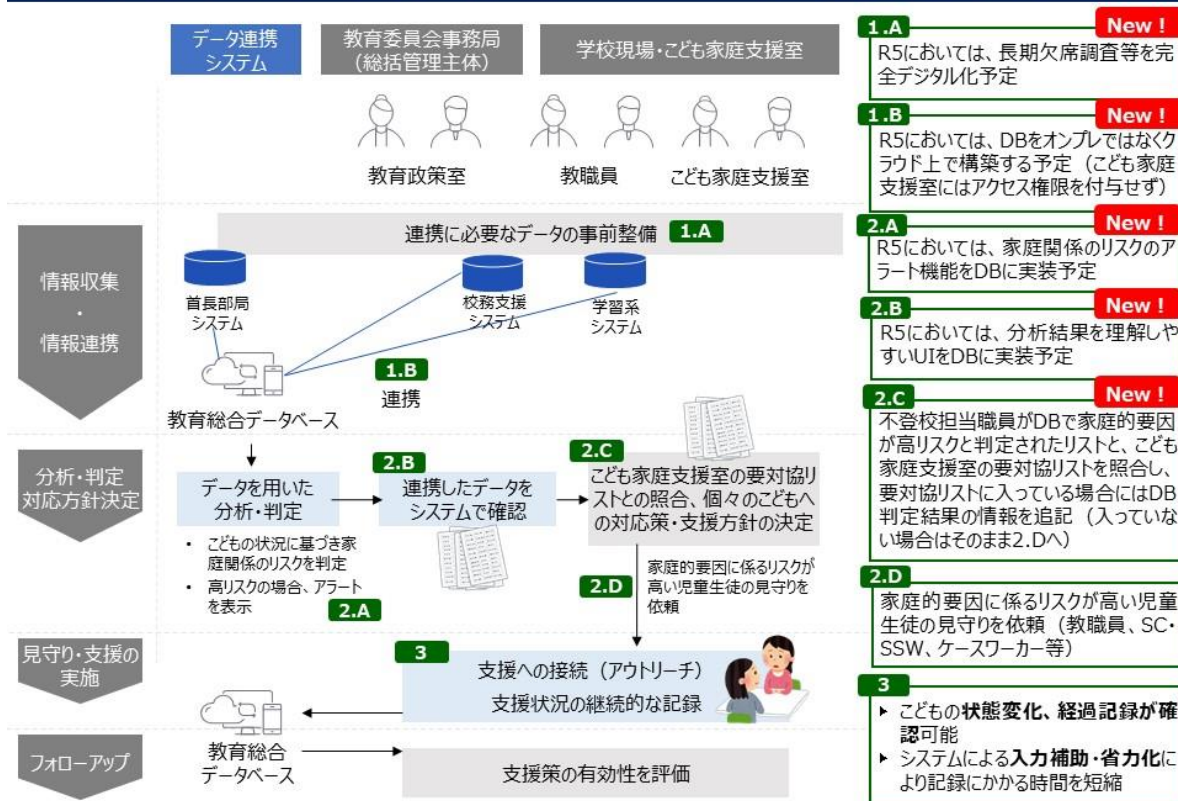 データ連携
システム
教育委員会事務局
(総括管理主体)
学校現場・こども家庭支援室
教育政策室
教職員
こども家庭支援室
情報収集
・
情報連携
連携に必要なデータの事前整備 1.A
首長部局
システム
校務支援
システム
学習系
システム
1.B
連携
教育総合データベース
分析・判定
対応方針決定
データを用いた
分析・判定
• こどもの状況に基づき家
庭関係のリスクを判定
• 高リスクの場合、アラート
を表示
2.A
2.B
連携したデータを
システムで確認
2.C
こども家庭支援室の要対協リ
ストとの照合、個々のこどもへ
の対応策・支援方針の決定
2.D
家庭的要因に係るリスクが
高い児童生徒の見守りを
依頼
見守り・支援の
実施
3
支援への接続（アウトリーチ）
支援状況の継続的な記録
教育総合
データベース
フォローアップ
支援策の有効性を評価
1.A
New！
R5においては、長期欠席調査等を完
全デジタル化予定
1.B
New！
R5においては、DBをオンプレではなくク
ラウド上で構築する予定（こども家庭
支援室にはアクセス権限を付与せず）
2.A
New！
R5においては、家庭関係のリスクのア
ラート機能をDBに実装予定
2.B
New！
R5においては、分析結果を理解しや
すいUIをDBに実装予定
2.C
New！
不登校担当職員がDBで家庭的要因
が高リスクと判定されたリストと、こども
家庭支援室の要対協リストを照合し、
要対協リストに入っている場合にはDB
判定結果の情報を追記（入っていな
い場合はそのまま2.Dへ）
2.D
家庭的要因に係るリスクが高い児童
生徒の見守りを依頼（教職員、SC・
SSW、ケースワーカー等）
3
▶ こどもの状態変化、経過記録が確
認可能
▶ システムによる入力補助・省力化に
より記録にかかる時間を短縮